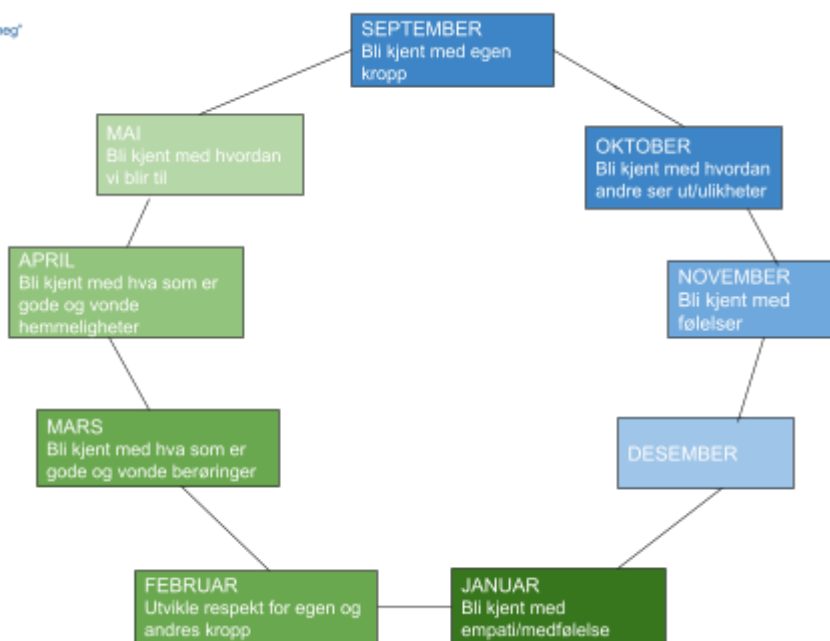 SEPTEMBER
Bli kjent med egen
kropp
OKTOBER
Bli kjent med hvordan
andre ser ut/ulikheter
NOVEMBER
Bli kjent med
følelser
DESEMBER
JANUAR
Bli kjent med
empati/medfølelse
FEBRUAR
Utvikle respekt for egen og
andres kropp
MARS
Bli kjent med hva som er
gode og vonde berøringer
APRIL
Bli kjent med hva som er
gode og vonde
hemmeligheter
MAI
Bli kjent med hvordan
vi blir til